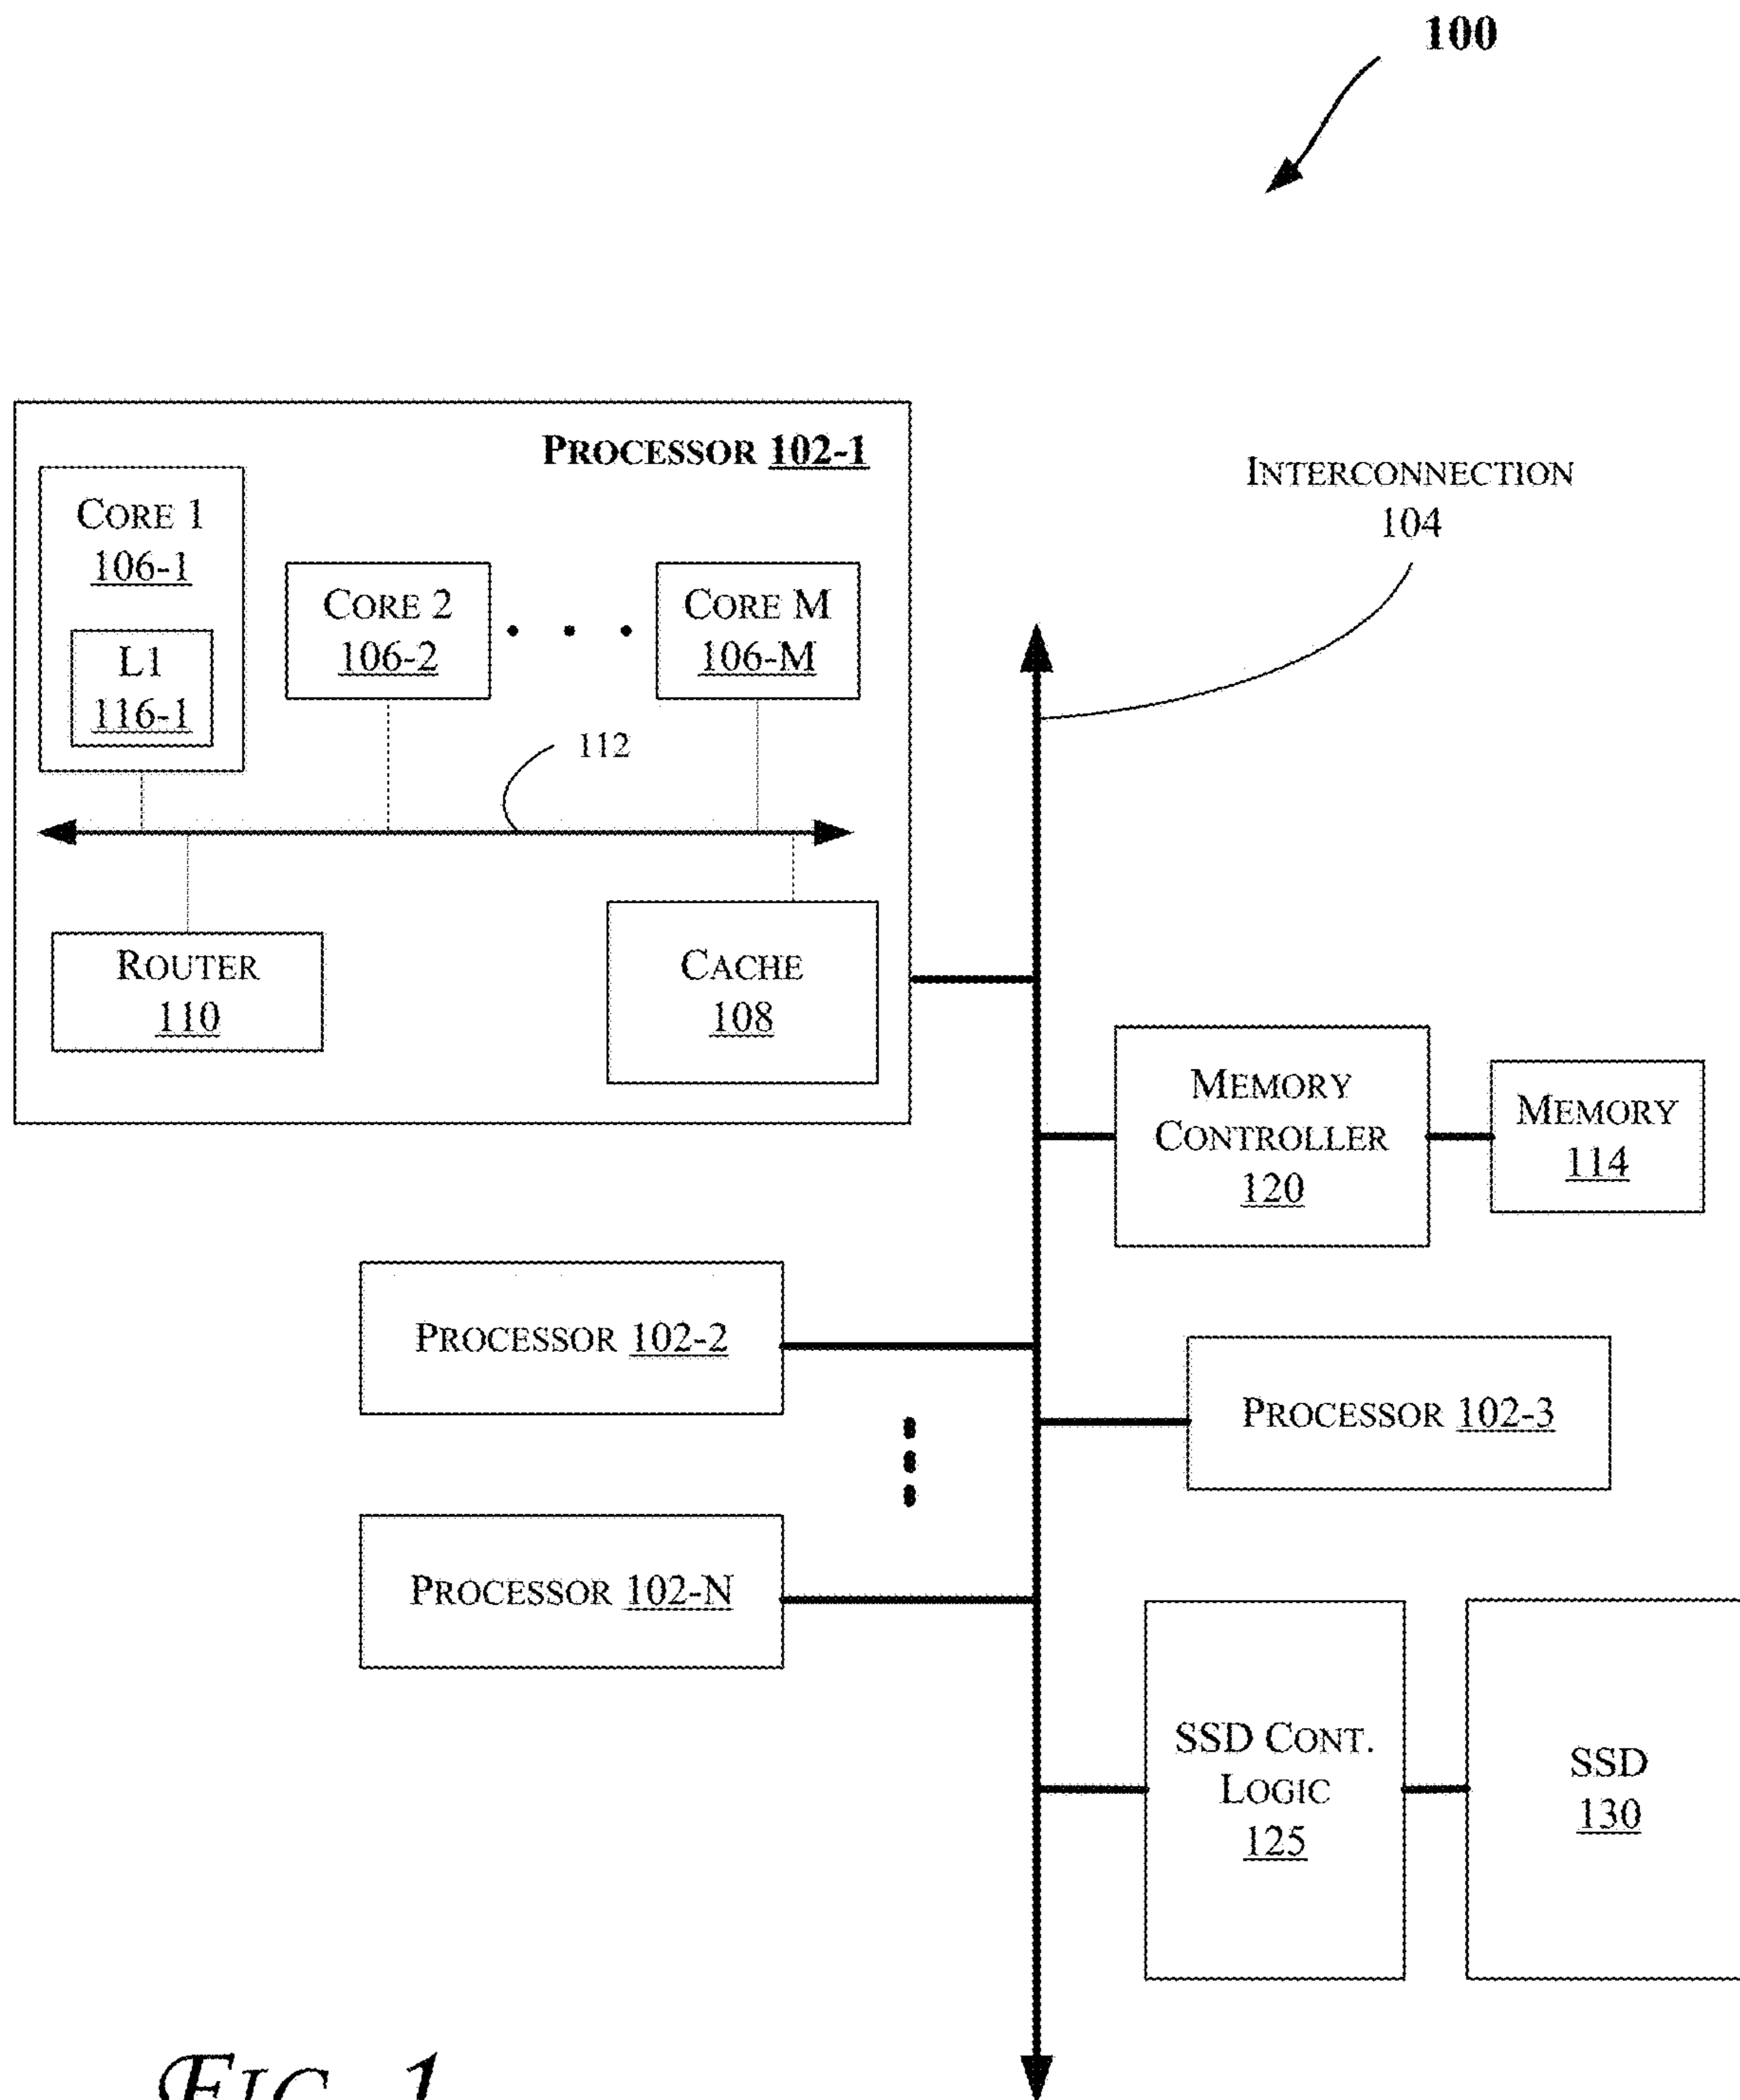 100
PROCESSOR 102-1
INTERCONNECTION
104
CORE 1
106-1
L1
116-1
CORE 2
106-2
CORE M
106-M
112
ROUTER
110
CACHE
108
MEMORY
CONTROLLER
120
MEMORY
114
PROCESSOR 102-2
PROCESSOR 102-3
PROCESSOR 102-N
SSD CONT.
LOGIC
125
SSD
130
FIG. 1